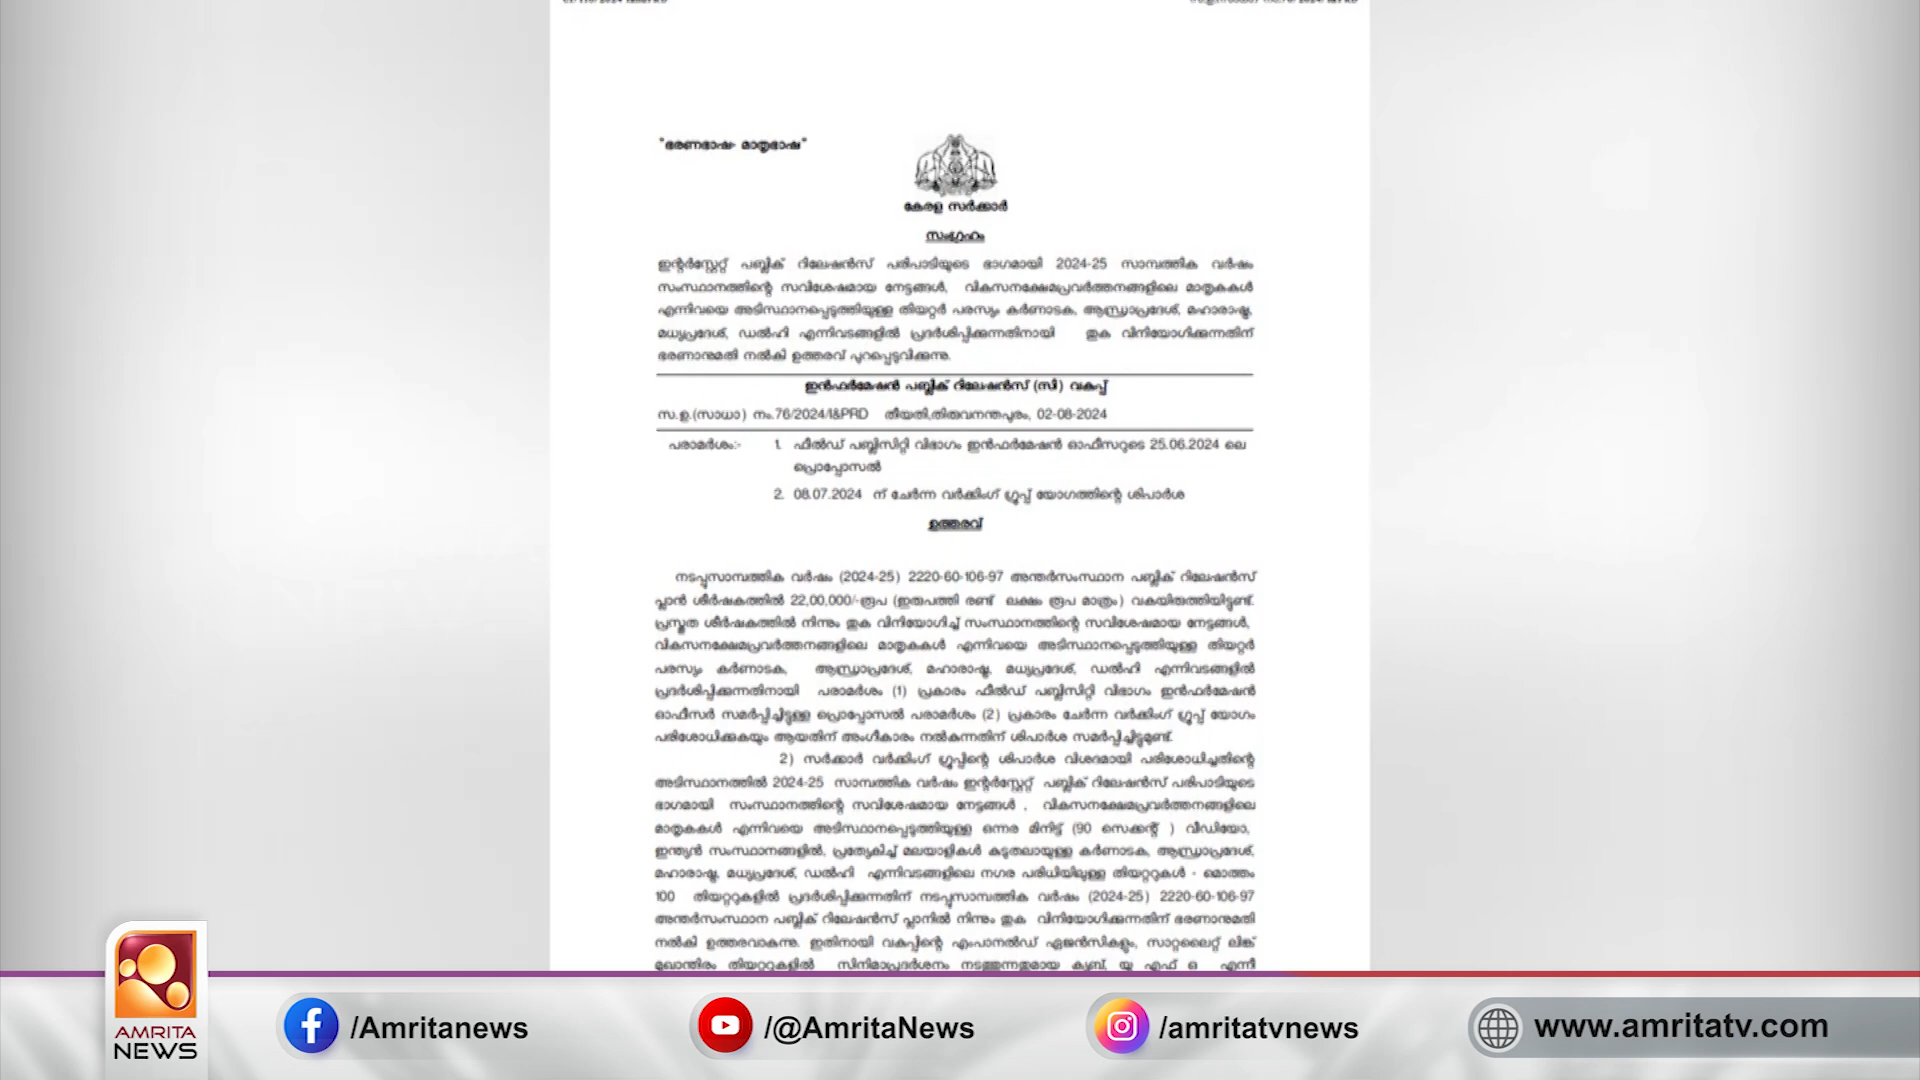 "ഭരണഭാഷ- മാതൃഭാഷ"
കേരള സർക്കാർ
സംഗ്രഹം
ഇന്റർസ്റ്റേറ്റ് പബ്ലിക് റിലേഷൻസ് പരിപാടിയുടെ ഭാഗമായി 2024-25 സാമ്പത്തിക വർഷം
സംസ്ഥാനത്തിന്റെ സവിശേഷമായ നേട്ടങ്ങൾ, വികസനക്ഷേമപ്രവർത്തനങ്ങളിലെ മാതൃകകൾ
എന്നിവയെ അടിസ്ഥാനപ്പെടുത്തിയുള്ള തിയറ്റർ പരസ്യം കർണാടക, ആന്ധ്രാപ്രദേശ്, മഹാരാഷ്ട്ര,
മധ്യപ്രദേശ്, ഡൽഹി എന്നിവടങ്ങളിൽ പ്രദർശിപ്പിക്കുന്നതിനായി തുക വിനിയോഗിക്കുന്നതിന്
ഭരണാനുമതി നൽകി ഉത്തരവ് പുറപ്പെടുവിക്കുന്നു.
ഇൻഫർമേഷൻ പബ്ലിക് റിലേഷൻസ് (സി) വകുപ്പ്
സ.ഉ.(സാധാ) നം.76/2024/I&PRD തീയതി,തിരുവനന്തപുരം, 02-08-2024
പരാമർശം:- 1. ഫീൽഡ് പബ്ലിസിറ്റി വിഭാഗം ഇൻഫർമേഷൻ ഓഫീസറുടെ 25.06.2024 ലെ
പ്രൊപ്പോസൽ
2. 08.07.2024 ന് ചേർന്ന വർക്കിംഗ് ഗ്രൂപ്പ് യോഗത്തിന്റെ ശിപാർശ
ഉത്തരവ്
നടപ്പുസാമ്പത്തിക വർഷം (2024-25) 2220-60-106-97 അന്തർസംസ്ഥാന പബ്ലിക് റിലേഷൻസ്
പ്ലാൻ ശീർഷകത്തിൽ 22,00,000/-രൂപ (ഇരുപത്തി രണ്ട് ലക്ഷം രൂപ മാത്രം) വകയിരുത്തിയിട്ടുണ്ട്.
പ്രസ്തുത ശീർഷകത്തിൽ നിന്നും തുക വിനിയോഗിച്ച് സംസ്ഥാനത്തിന്റെ സവിശേഷമായ നേട്ടങ്ങൾ,
വികസനക്ഷേമപ്രവർത്തനങ്ങളിലെ മാതൃകകൾ എന്നിവയെ അടിസ്ഥാനപ്പെടുത്തിയുള്ള തിയറ്റർ
പരസ്യം കർണാടക, ആന്ധ്രാപ്രദേശ്, മഹാരാഷ്ട്ര, മധ്യപ്രദേശ്, ഡൽഹി എന്നിവടങ്ങളിൽ
പ്രദർശിപ്പിക്കുന്നതിനായി പരാമർശം (1) പ്രകാരം ഫീൽഡ് പബ്ലിസിറ്റി വിഭാഗം ഇൻഫർമേഷൻ
ഓഫീസർ സമർപ്പിച്ചിട്ടുള്ള പ്രൊപ്പോസൽ പരാമർശം (2) പ്രകാരം ചേർന്ന വർക്കിംഗ് ഗ്രൂപ്പ് യോഗം
പരിശോധിക്കുകയും ആയതിന് അംഗീകാരം നൽകുന്നതിന് ശിപാർശ സമർപ്പിച്ചിട്ടുമുണ്ട്.
2) സർക്കാർ വർക്കിംഗ് ഗ്രൂപ്പിന്റെ ശിപാർശ വിശദമായി പരിശോധിച്ചതിന്റെ
അടിസ്ഥാനത്തിൽ 2024-25 സാമ്പത്തിക വർഷം ഇന്റർസ്റ്റേറ്റ് പബ്ലിക് റിലേഷൻസ് പരിപാടിയുടെ
ഭാഗമായി സംസ്ഥാനത്തിന്റെ സവിശേഷമായ നേട്ടങ്ങൾ , വികസനക്ഷേമപ്രവർത്തനങ്ങളിലെ
മാതൃകകൾ എന്നിവയെ അടിസ്ഥാനപ്പെടുത്തിയുള്ള ഒന്നര മിനിട്ട് (90 സെക്കന്റ് ) വീഡിയോ,
ഇന്ത്യൻ സംസ്ഥാനങ്ങളിൽ, പ്രത്യേകിച്ച് മലയാളികൾ കൂടുതലായുള്ള കർണാടക, ആന്ധ്രാപ്രദേശ്,
മഹാരാഷ്ട്ര, മധ്യപ്രദേശ്, ഡൽഹി എന്നിവടങ്ങളിലെ നഗര പരിധിയിലുള്ള തിയറ്ററുകൾ - മൊത്തം
100 തിയറ്ററുകളിൽ പ്രദർശിപ്പിക്കുന്നതിന് നടപ്പുസാമ്പത്തിക വർഷം (2024-25) 2220-60-106-97
അന്തർസംസ്ഥാന പബ്ലിക് റിലേഷൻസ് പ്ലാനിൽ നിന്നും തുക വിനിയോഗിക്കുന്നതിന് ഭരണാനുമതി
നൽകി ഉത്തരവാകുന്നു. ഇതിനായി വകുപ്പിന്റെ എംപാനൽഡ് ഏജൻസികളും, സാറ്റലൈറ്റ് ലിങ്ക്
മുഖാന്തിരം തിയറ്ററുകളിൽ സിനിമാപ്രദർശനം നടത്തുന്നതുമായ ക്യൂബ്, യു എഫ് ഒ എന്നീ
AMRITA
NEWS
/Amritanews
/@AmritaNews
/amritatvnews
www.amritatv.com